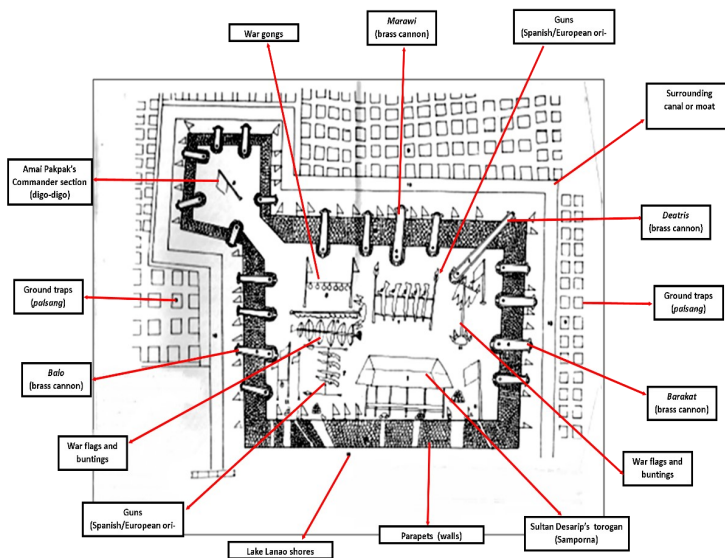 War gongs
Marawi
(brass cannon)
Guns
(Spanish/European ori-
Surrounding
canal or moat
Amai Pakpak's
Commander section
(digo-digo)
Deatris
(brass cannon)
Ground traps
(palsang)
Ground traps
(palsang)
Balo
(brass cannon)
Barakat
(brass cannon)
War flags and
buntings
War flags and
buntings
Guns
(Spanish/European ori-
Lake Lanao shores
Parapets (walls)
Sultan Desarip's torogan
(Samporna)